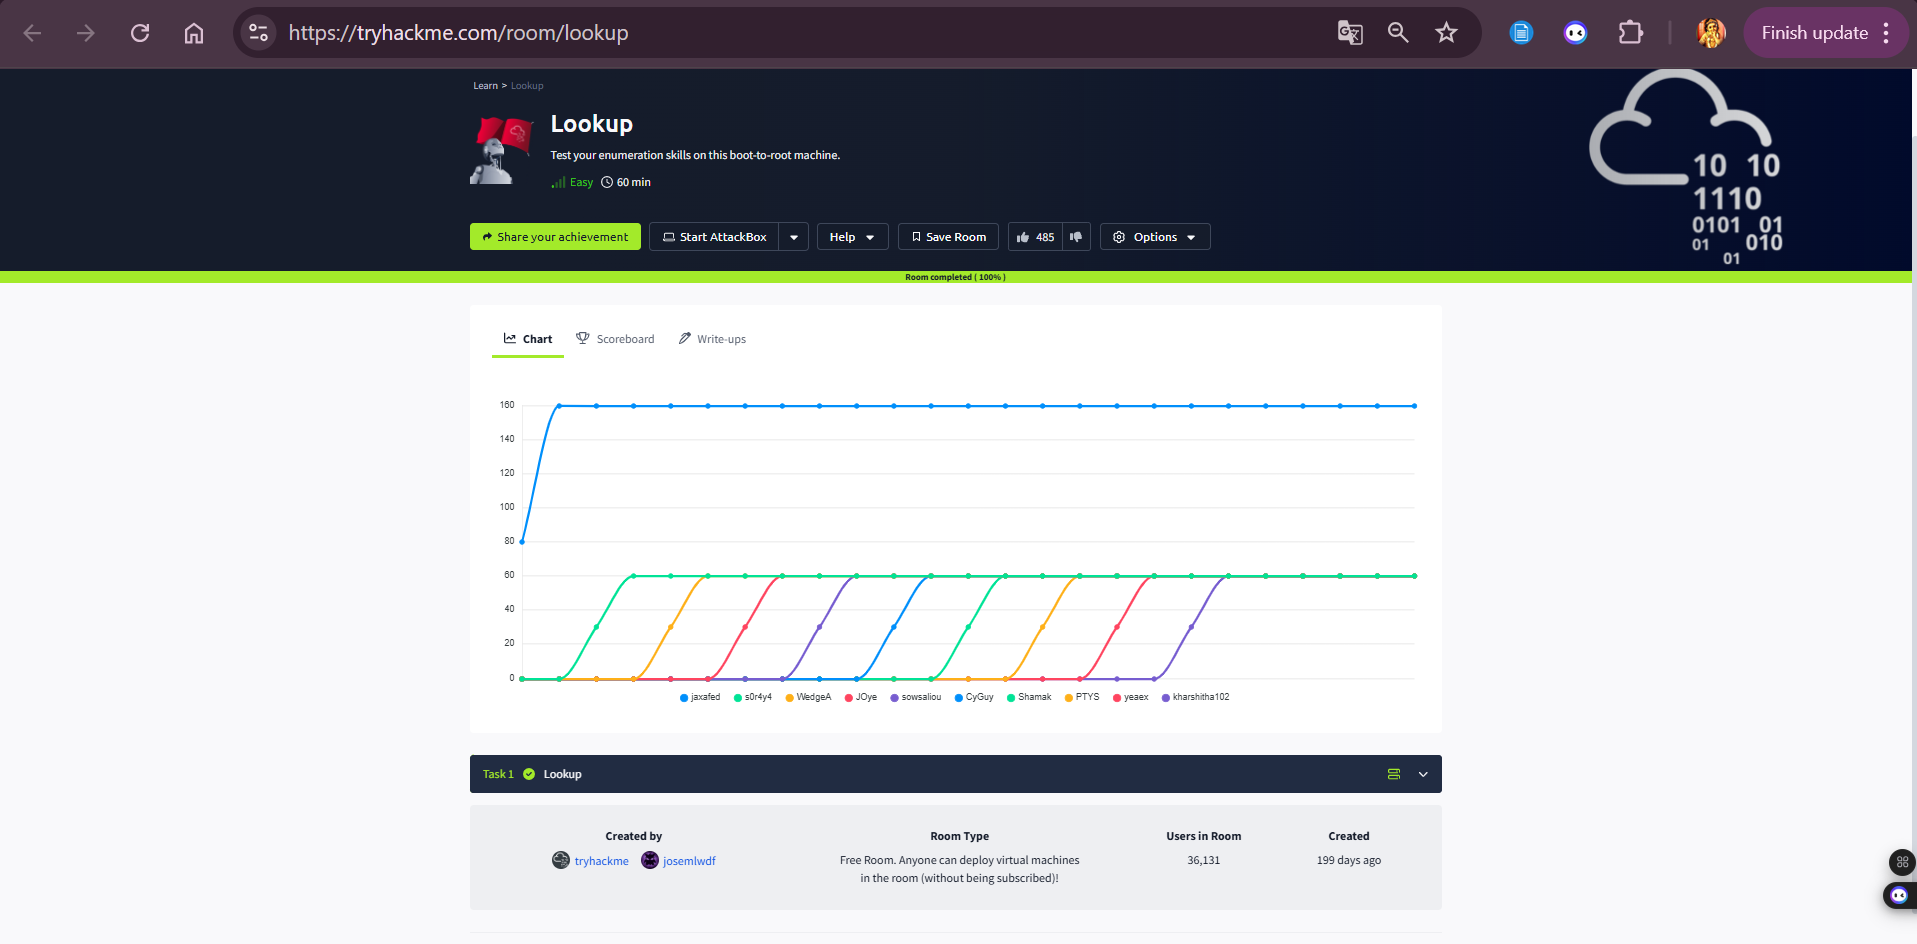 https://tryhackme.com/room/lookup
Finish update
Learn > Lookup
Lookup
Test your enumeration skills on this boot-to-root machine.
Easy 60 min
Share your achievement Start AttackBox Help Save Room 485 Options
10 10
1110
0101 01
01 010
01
Room completed ( 100% )
Chart Scoreboard Write-ups
160
140
120
100
80
60
40
20
0
jaxafed s0r4y4 WedgeA JOye sowsaliou CyGuy Shamak PTYS yeaex kharshitha102
Task 1 Lookup
Created by Room Type Users in Room Created
tryhackme josemlwdf Free Room. Anyone can deploy virtual machines 36,131 199 days ago
in the room (without being subscribed)!